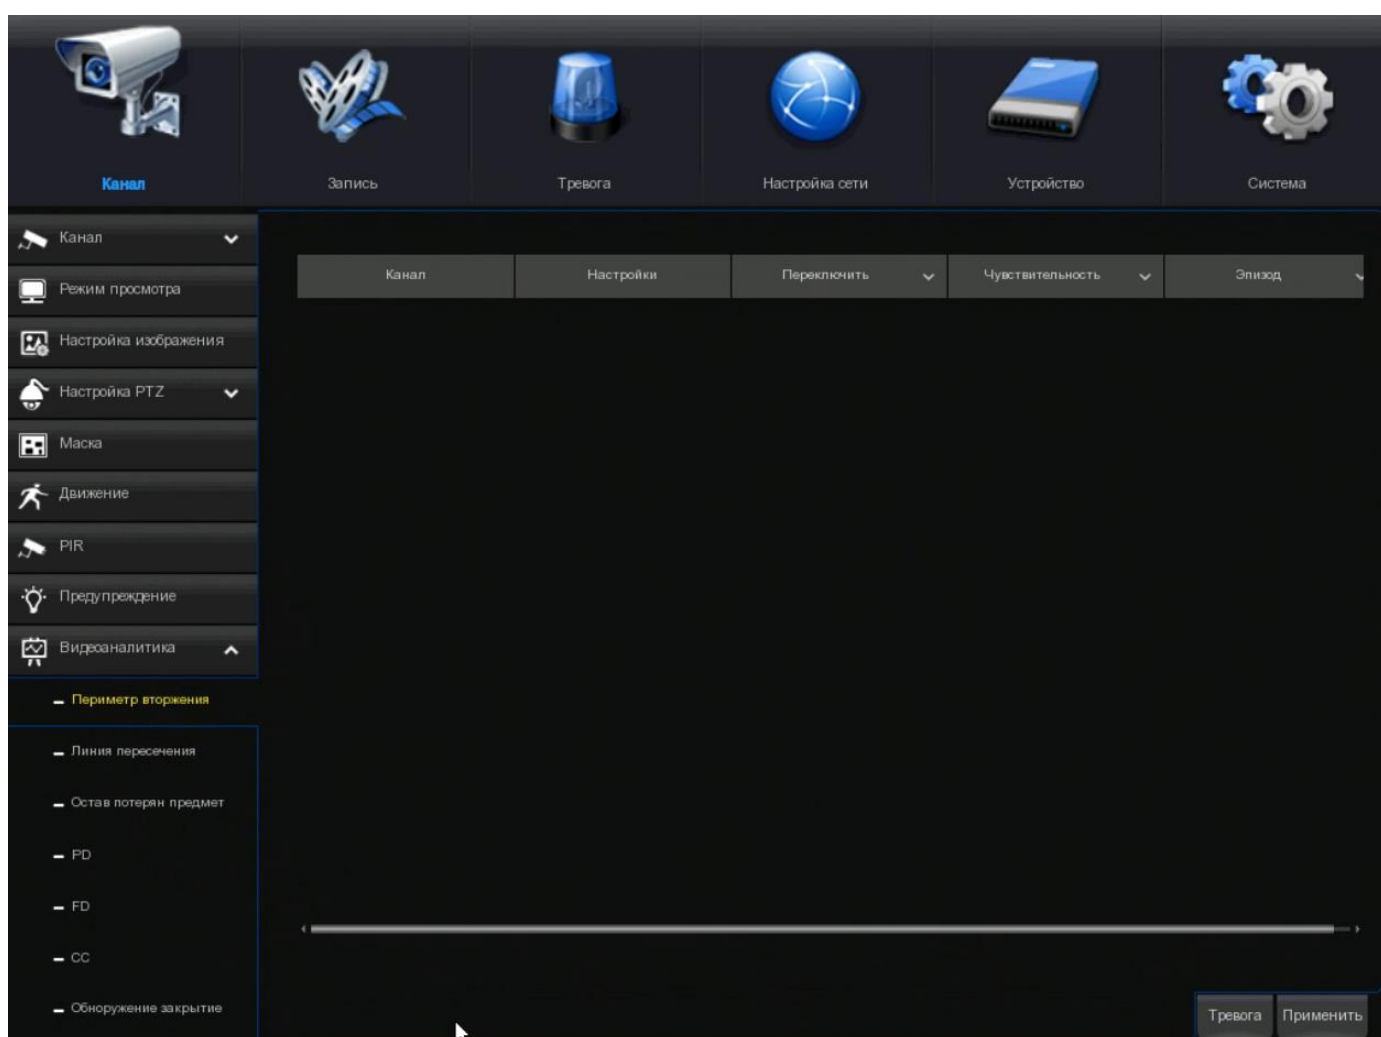 Канал
Запись
Тревога
Настройка сети
Устройство
Система
Канал
Режим просмотра
Настройка изображения
Настройка PTZ
Маска
Движение
PIR
Предупреждение
Видеоаналитика
Периметр вторжения
Линия пересечения
Остав потерян предмет
PD
FD
CC
Обноружение закрытие
Канал Настройки Переключить Чувствительность Эпизод
Тревога Применить